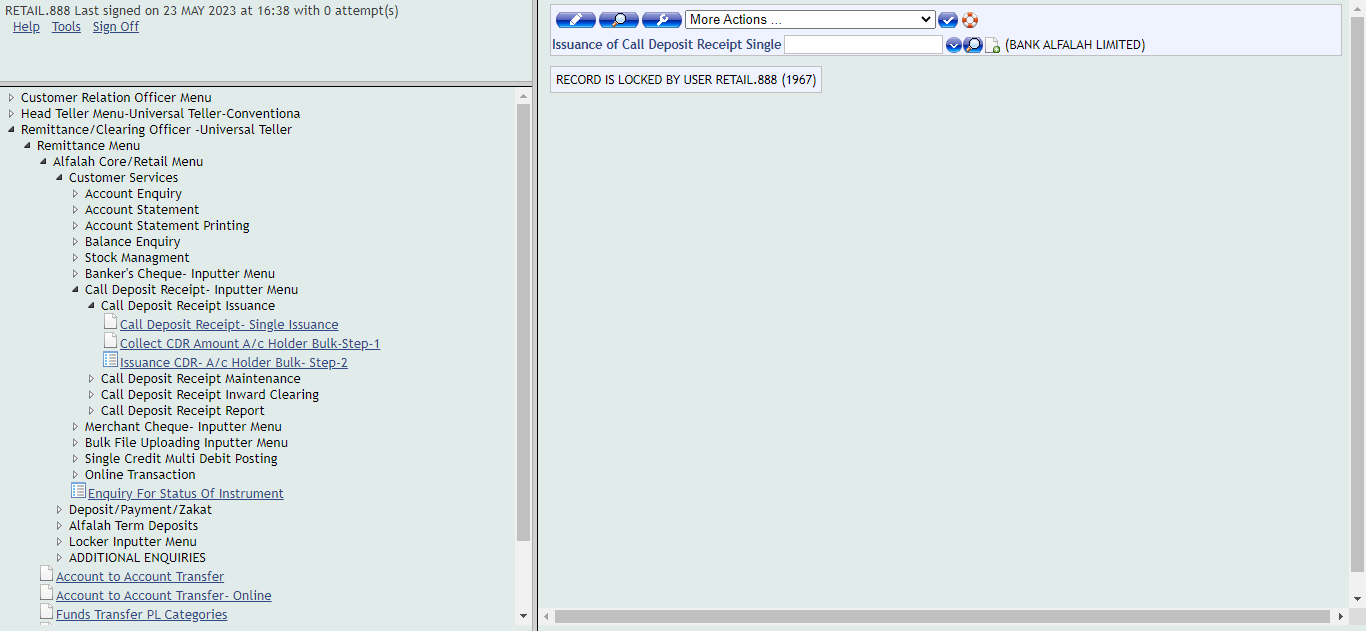 RETAIL.888 Last signed on 23 MAY 2023 at 16:38 with 0 attempt(s)
Help Tools Sign Off
Customer Relation Officer Menu
Head Teller Menu-Universal Teller-Conventiona
Remittance/Clearing Officer -Universal Teller
Remittance Menu
Alfalah Core/Retail Menu
Customer Services
Account Enquiry
Account Statement
Account Statement Printing
Balance Enquiry
Stock Managment
Banker's Cheque- Inputter Menu
Call Deposit Receipt- Inputter Menu
Call Deposit Receipt Issuance
Call Deposit Receipt- Single Issuance
Collect CDR Amount A/c Holder Bulk-Step-1
Issuance CDR- A/c Holder Bulk- Step-2
Call Deposit Receipt Maintenance
Call Deposit Receipt Inward Clearing
Call Deposit Receipt Report
Merchant Cheque- Inputter Menu
Bulk File Uploading Inputter Menu
Single Credit Multi Debit Posting
Online Transaction
Enquiry For Status Of Instrument
Deposit/Payment/Zakat
Alfalah Term Deposits
Locker Inputter Menu
ADDITIONAL ENQUIRIES
Account to Account Transfer
Account to Account Transfer- Online
Funds Transfer PL Categories
More Actions ...
Issuance of Call Deposit Receipt Single (BANK ALFALAH LIMITED)
RECORD IS LOCKED BY USER RETAIL.888 (1967)